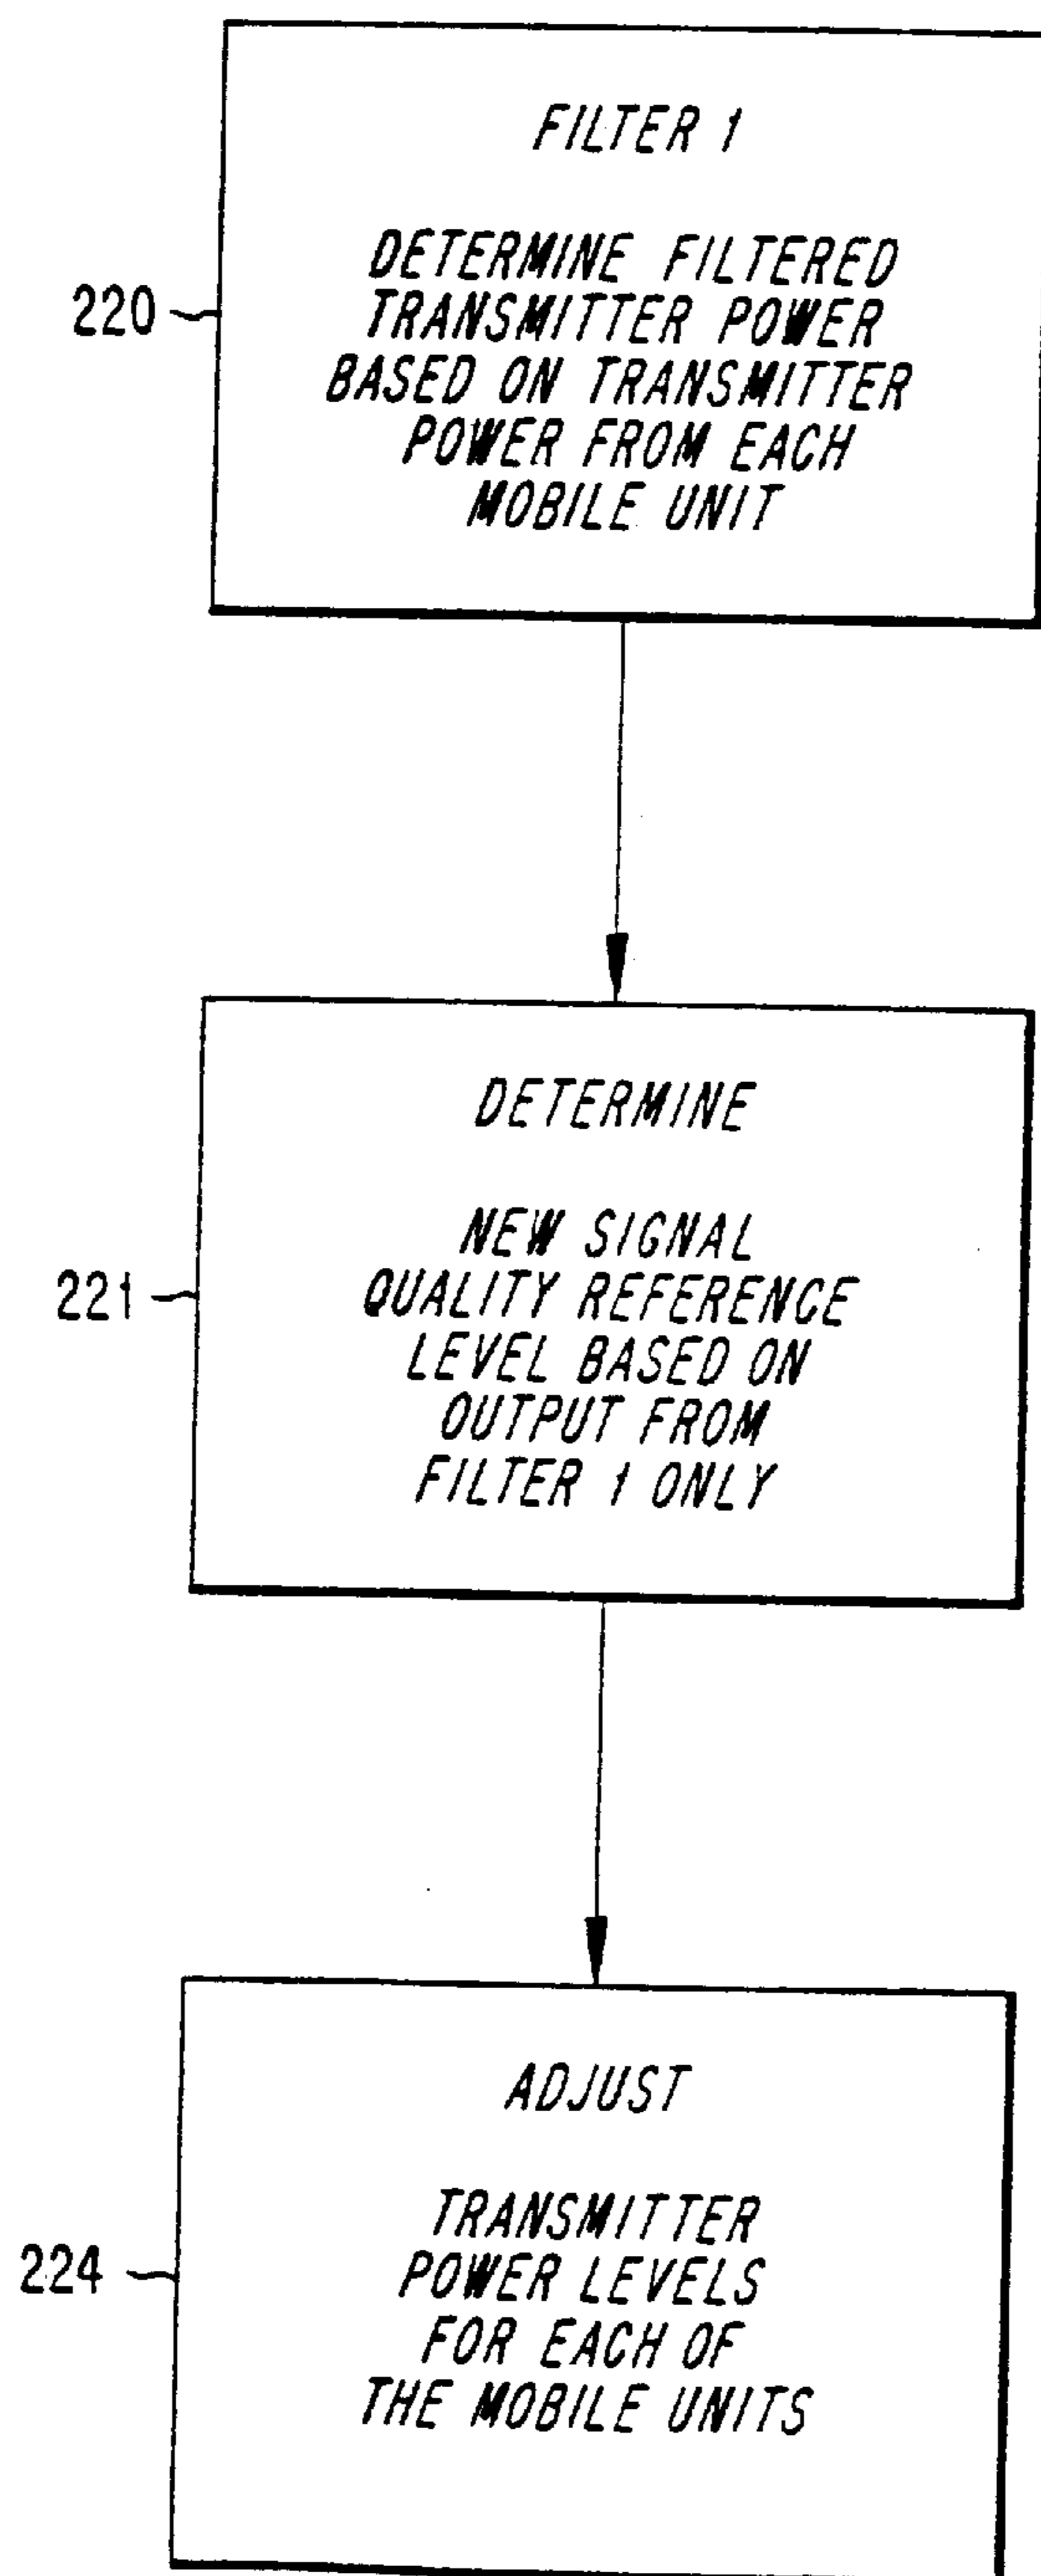 FILTER 1
DETERMINE FILTERED
TRANSMITTER POWER
BASED ON TRANSMITTER
POWER FROM EACH
MOBILE UNIT
220
DETERMINE
NEW SIGNAL
QUALITY REFERENCE
LEVEL BASED ON
OUTPUT FROM
FILTER 1 ONLY
221
ADJUST
TRANSMITTER
POWER LEVELS
FOR EACH OF
THE MOBILE UNITS
224